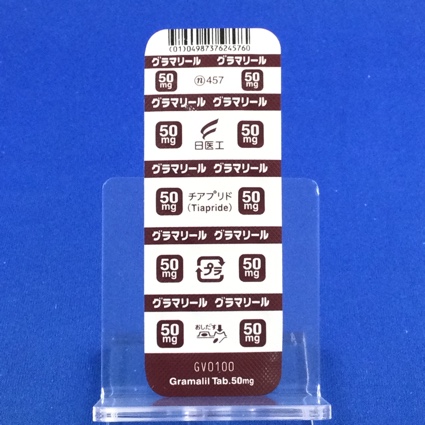 (01)04987376245760
グラマリール グラマリール
50mg ⓝ457 50mg
グラマリール グラマリール
50mg 日医工 50mg
グラマリール グラマリール
50mg チアプリド (Tiapride) 50mg
グラマリール グラマリール
50mg プラ 50mg
グラマリール グラマリール
50mg おしだす 50mg
GV0100
Gramalil Tab.50mg